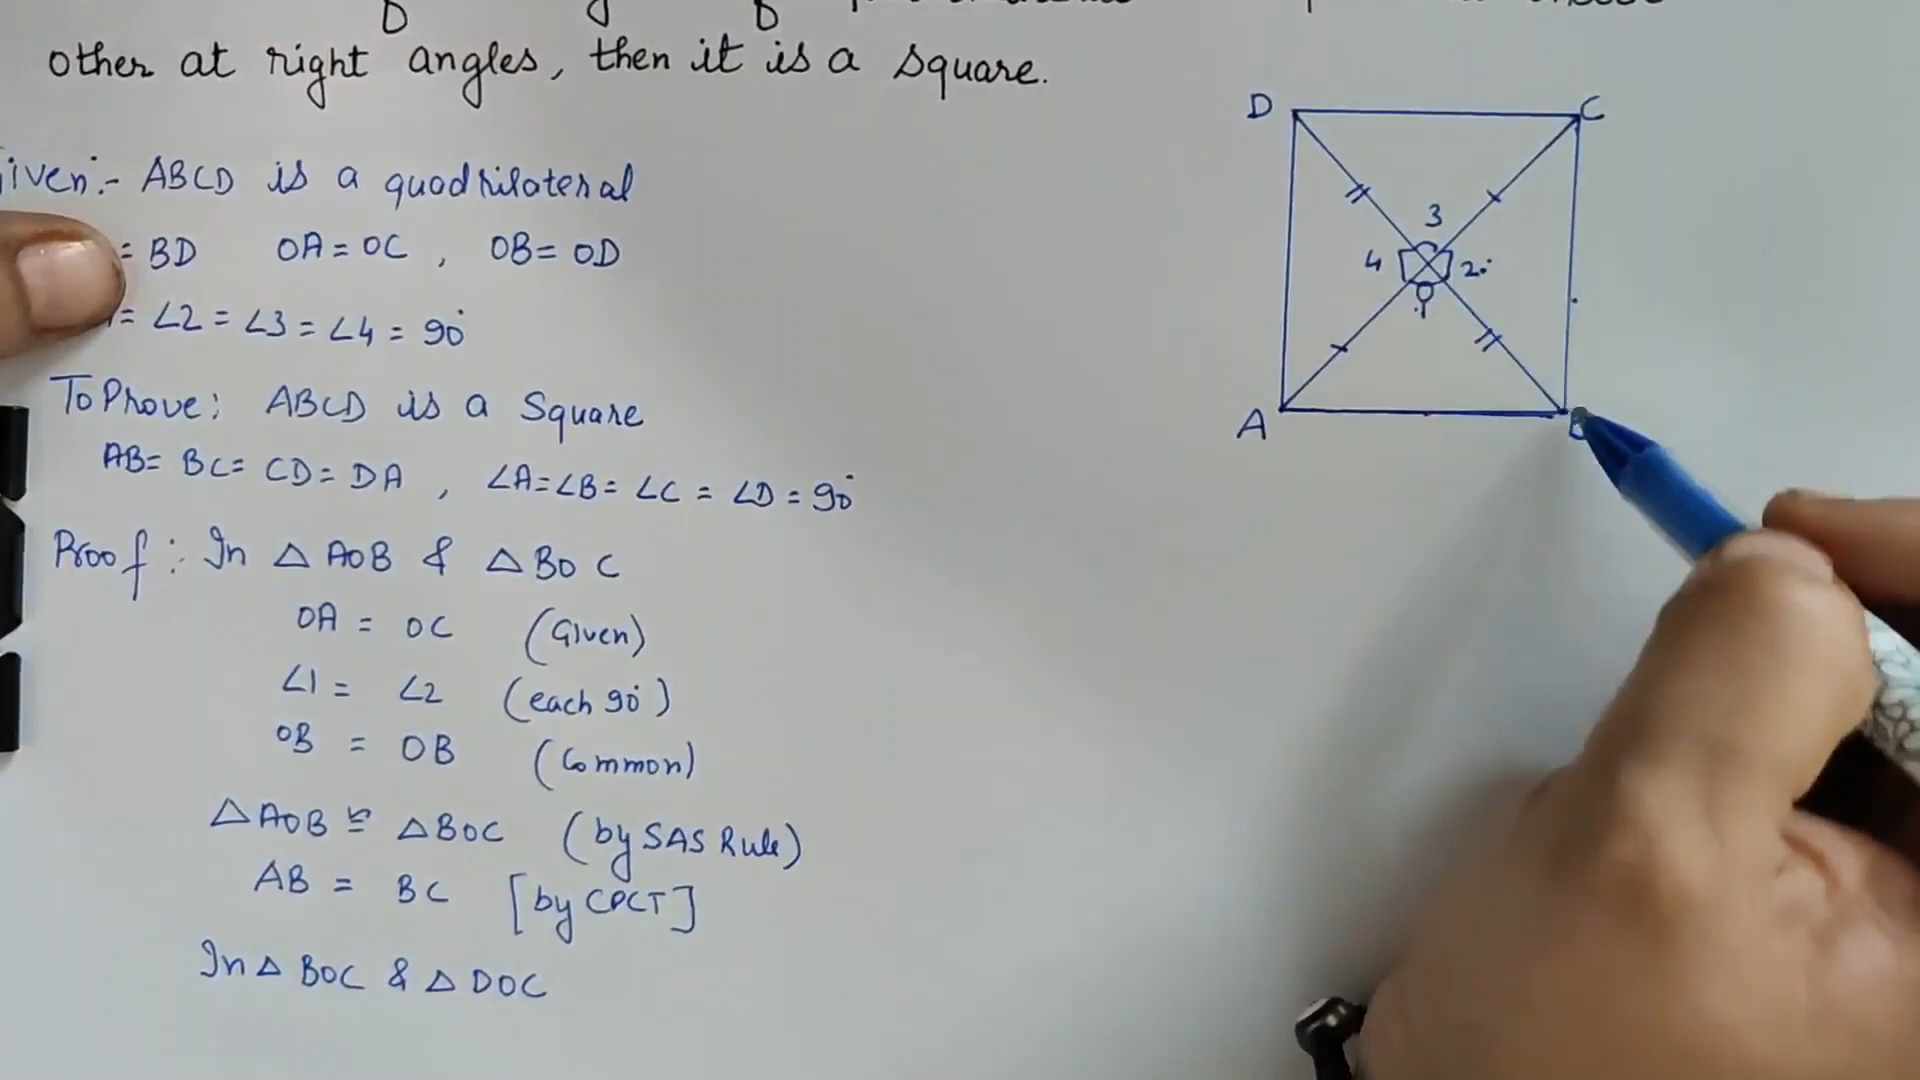 other at right angles, then it is a square.
iven:- ABCD is a quadrilateral
= BD OA = OC , OB = OD
= ∠2 = ∠3 = ∠4 = 90°
To Prove: ABCD is a Square
AB = BC = CD = DA , ∠A = ∠B = ∠C = ∠D = 90°
Proof: In △ AOB & △ BOC
OA = OC (Given)
∠1 = ∠2 (each 90°)
OB = OB (Common)
△AOB ≅ △BOC (by SAS Rule)
AB = BC [by CPCT]
In △ BOC & △ DOC
D C
3
4 2
O
A